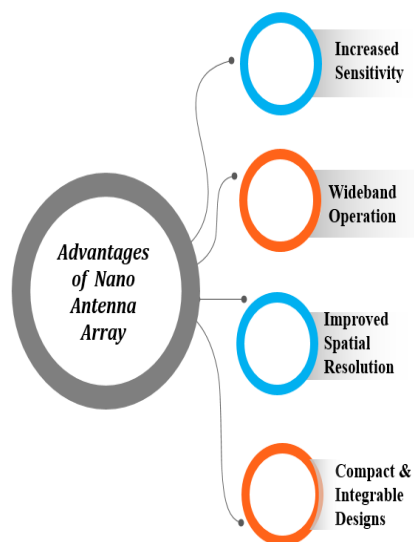 Increased
Sensitivity
Wideband
Operation
Advantages
of Nano
Antenna
Array
Improved
Spatial
Resolution
Compact &
Integrable
Designs